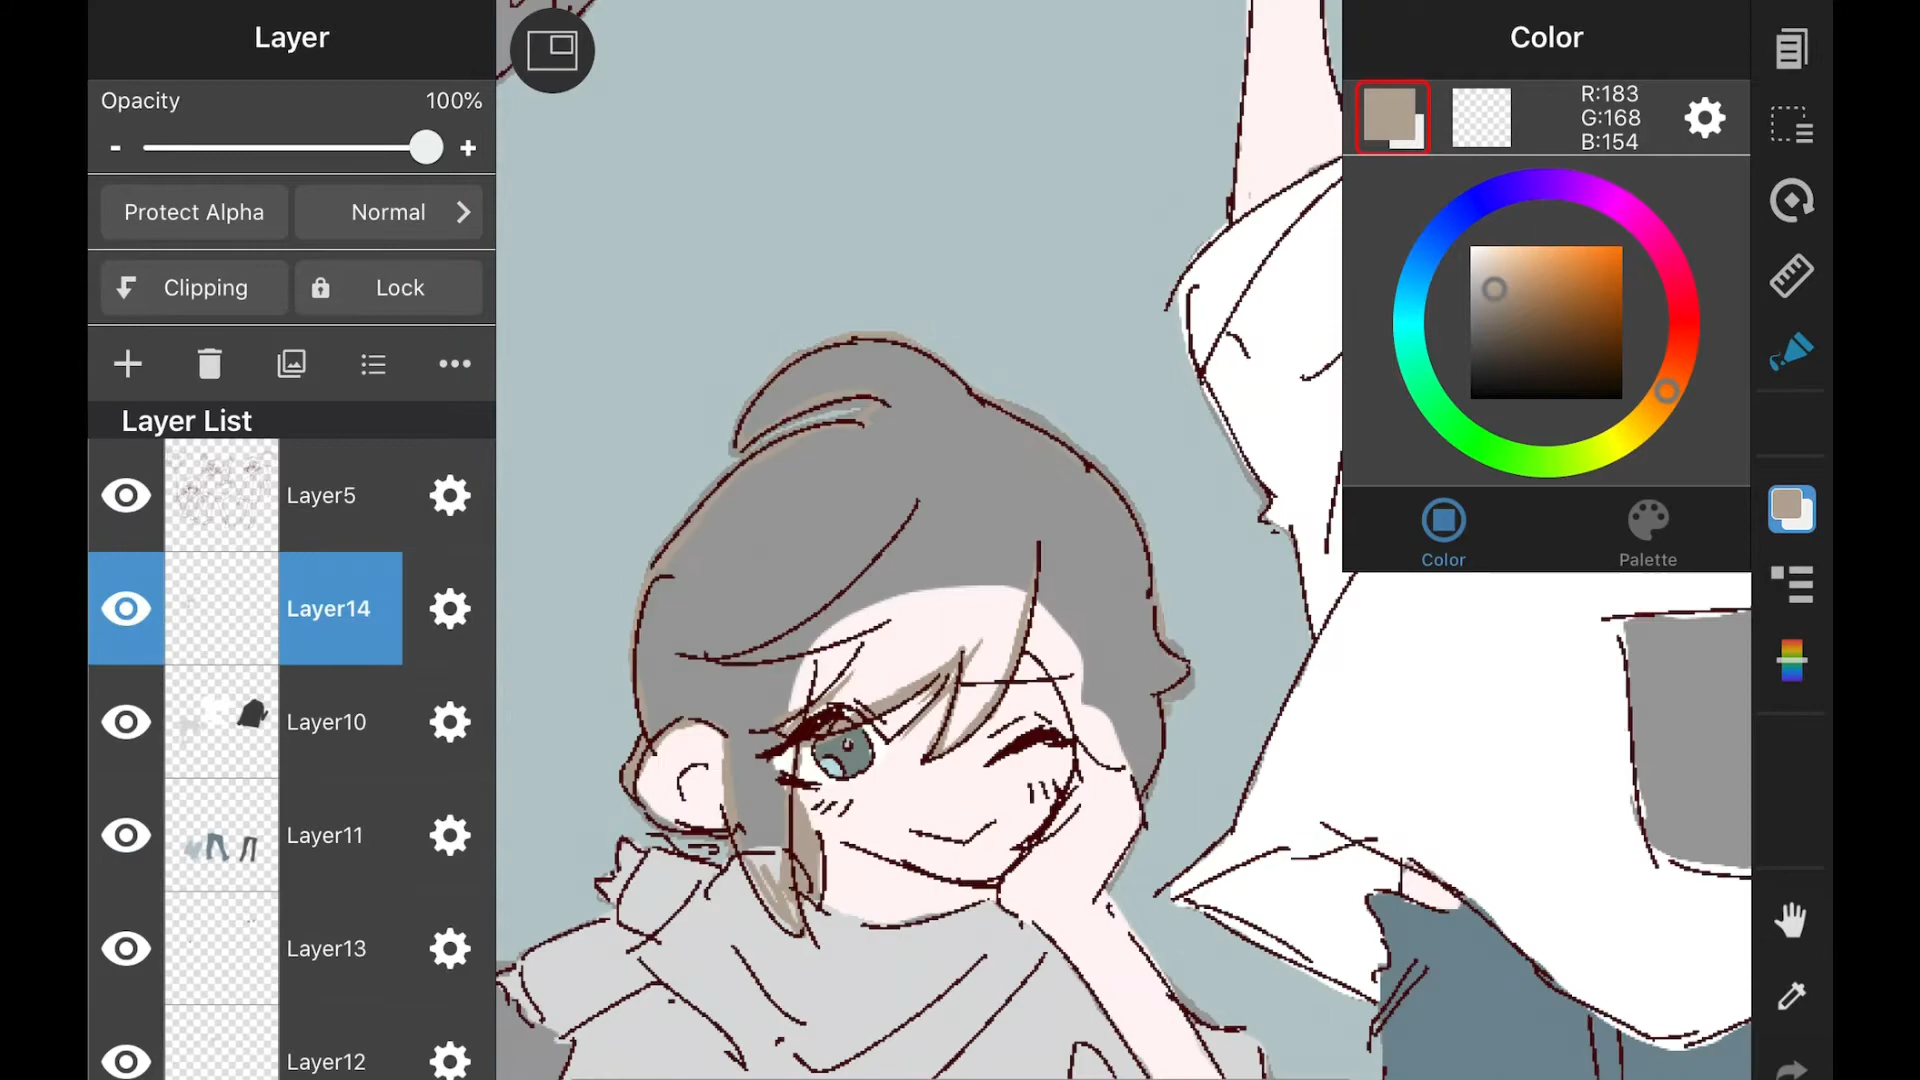 Layer
Opacity 100%
- +
Protect Alpha Normal
Clipping Lock
Layer List
Layer5
Layer14
Layer10
Layer11
Layer13
Layer12
Color
R:183
G:168
B:154
Color Palette